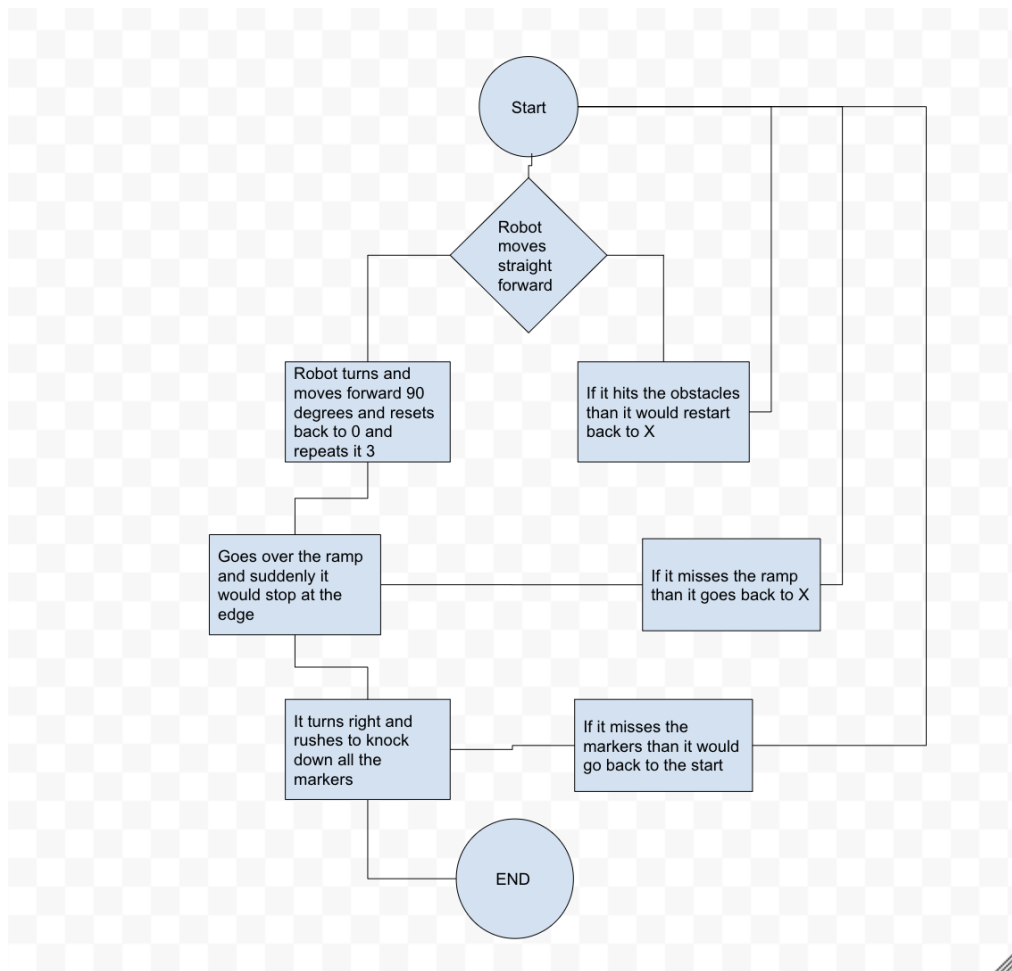 Start
Robot
moves
straight
forward
Robot turns and
moves forward 90
degrees and resets
back to 0 and
repeats it 3
If it hits the obstacles
than it would restart
back to X
Goes over the ramp
and suddenly it
would stop at the
edge
If it misses the ramp
than it goes back to X
It turns right and
rushes to knock
down all the
markers
If it misses the
markers than it would
go back to the start
END